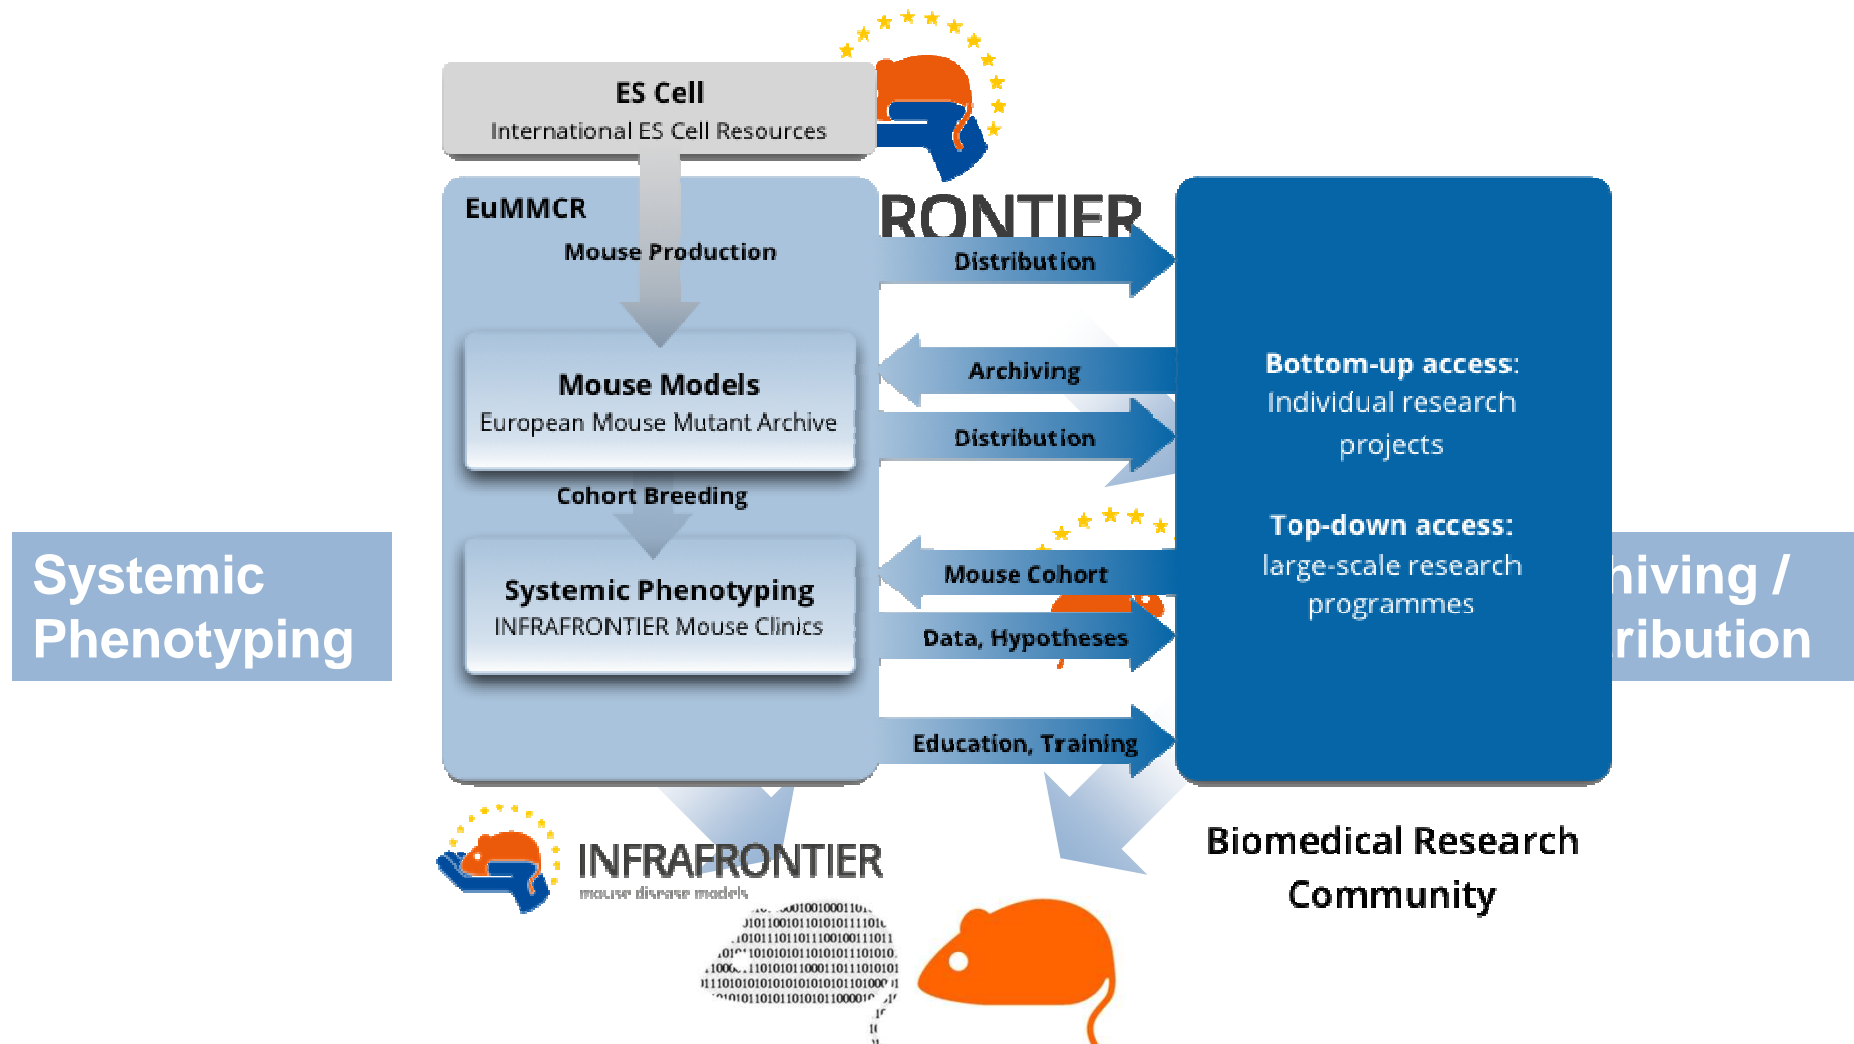 ES Cell
International ES Cell Resources
EuMMCR
Mouse Production
Mouse Models
European Mouse Mutant Archive
Cohort Breeding
Systemic Phenotyping
INFRAFRONTIER Mouse Clinics
RONTIER
Distribution
Archiving
Distribution
Mouse Cohort
Data, Hypotheses
Education, Training
Bottom-up access:
Individual research
projects
Top-down access:
large-scale research
programmes
Systemic
Phenotyping
hiving /
ribution
INFRAFRONTIER
mouse disease models
Biomedical Research
Community